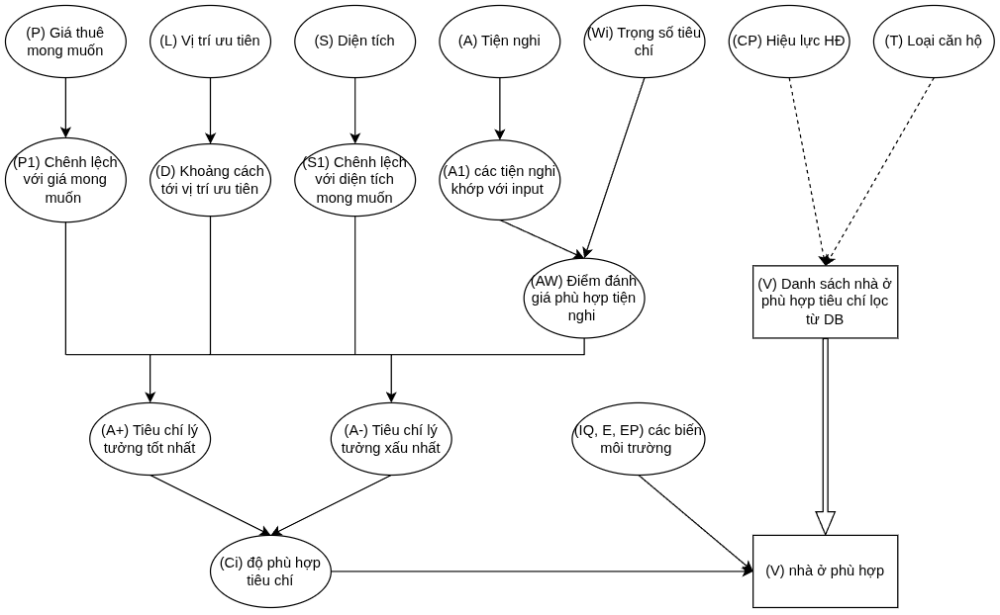 (P) Giá thuê
mong muốn
(L) Vị trí ưu tiên
(S) Diện tích
(A) Tiện nghi
(Wi) Trọng số tiêu
chí
(CP) Hiệu lực HĐ
(T) Loại căn hộ
(P1) Chênh lệch
với giá mong
muốn
(D) Khoảng cách
tới vị trí ưu tiên
(S1) Chênh lệch
với diện tích
mong muốn
(A1) các tiện nghi
khớp với input
(AW) Điểm đánh
giá phù hợp tiện
nghi
(V) Danh sách nhà ở
phù hợp tiêu chí lọc
từ DB
(A+) Tiêu chí lý
tưởng tốt nhất
(A-) Tiêu chí lý
tưởng xấu nhất
(IQ, E, EP) các biến
môi trường
(Ci) độ phù hợp
tiêu chí
(V) nhà ở phù hợp